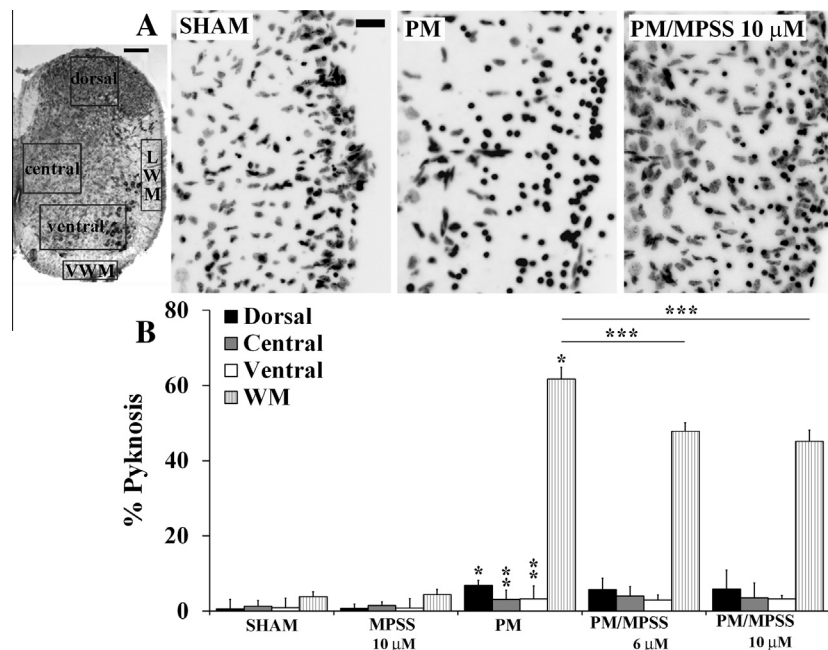 A
SHAM
PM
PM/MPSS 10 μM
dorsal
central
L
W
M
ventral
VWM
B
80
60
40
20
0
% Pyknosis
Dorsal
Central
Ventral
WM
*
**
**
*
***
***
SHAM
MPSS
10 μM
PM
PM/MPSS
6 μM
PM/MPSS
10 μM